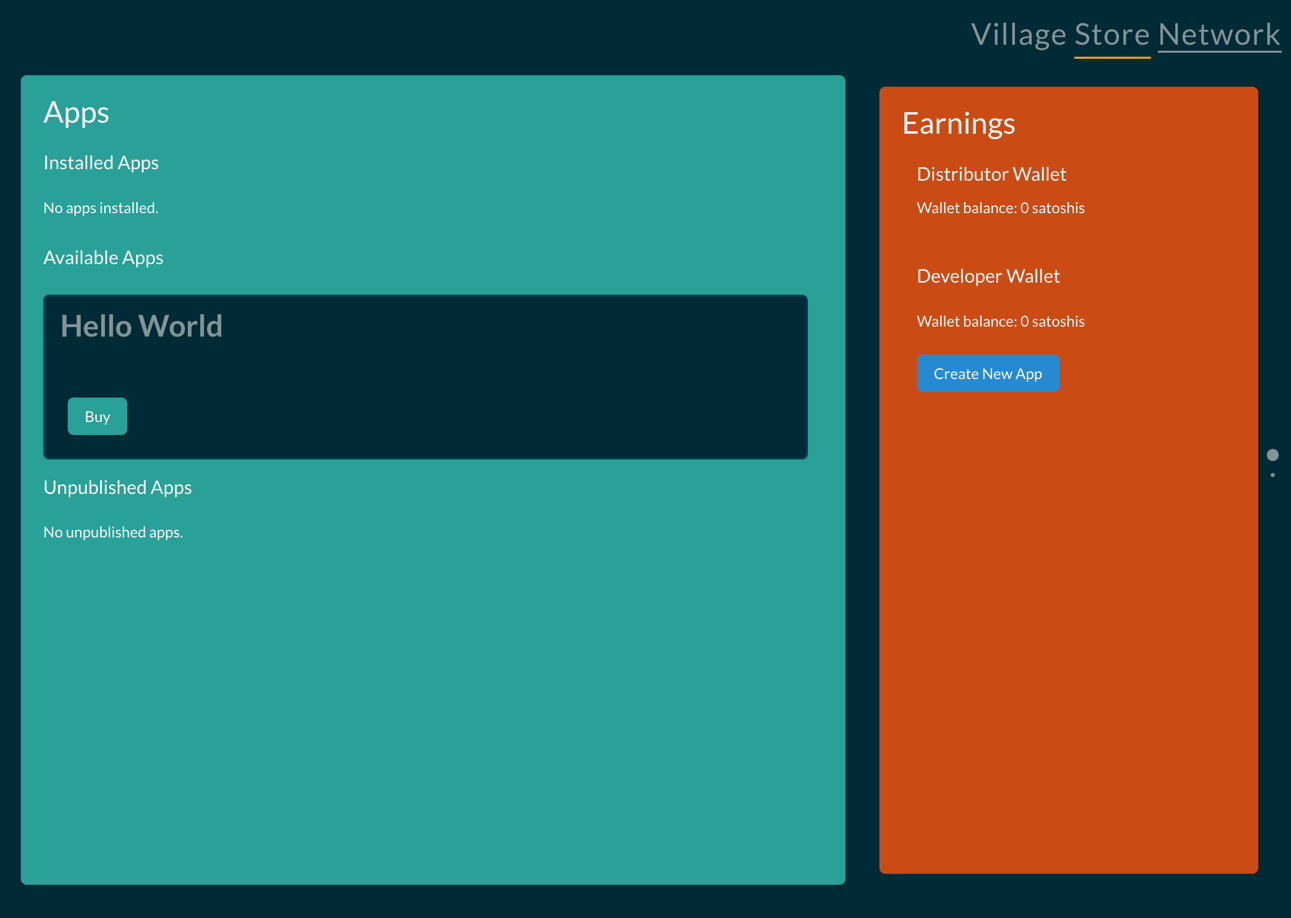 Village Store Network
Apps
Installed Apps
No apps installed.
Available Apps
Hello World
Buy
Unpublished Apps
No unpublished apps.
Earnings
Distributor Wallet
Wallet balance: 0 satoshis
Developer Wallet
Wallet balance: 0 satoshis
Create New App